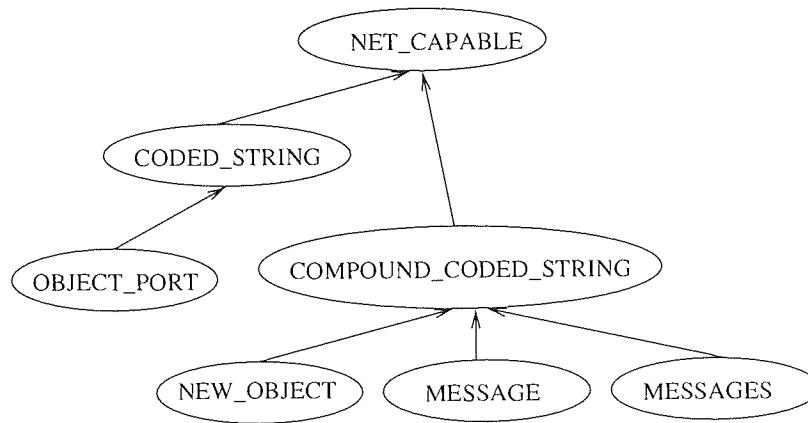 NET_CAPABLE
CODED_STRING
OBJECT_PORT
COMPOUND_CODED_STRING
NEW_OBJECT
MESSAGE
MESSAGES